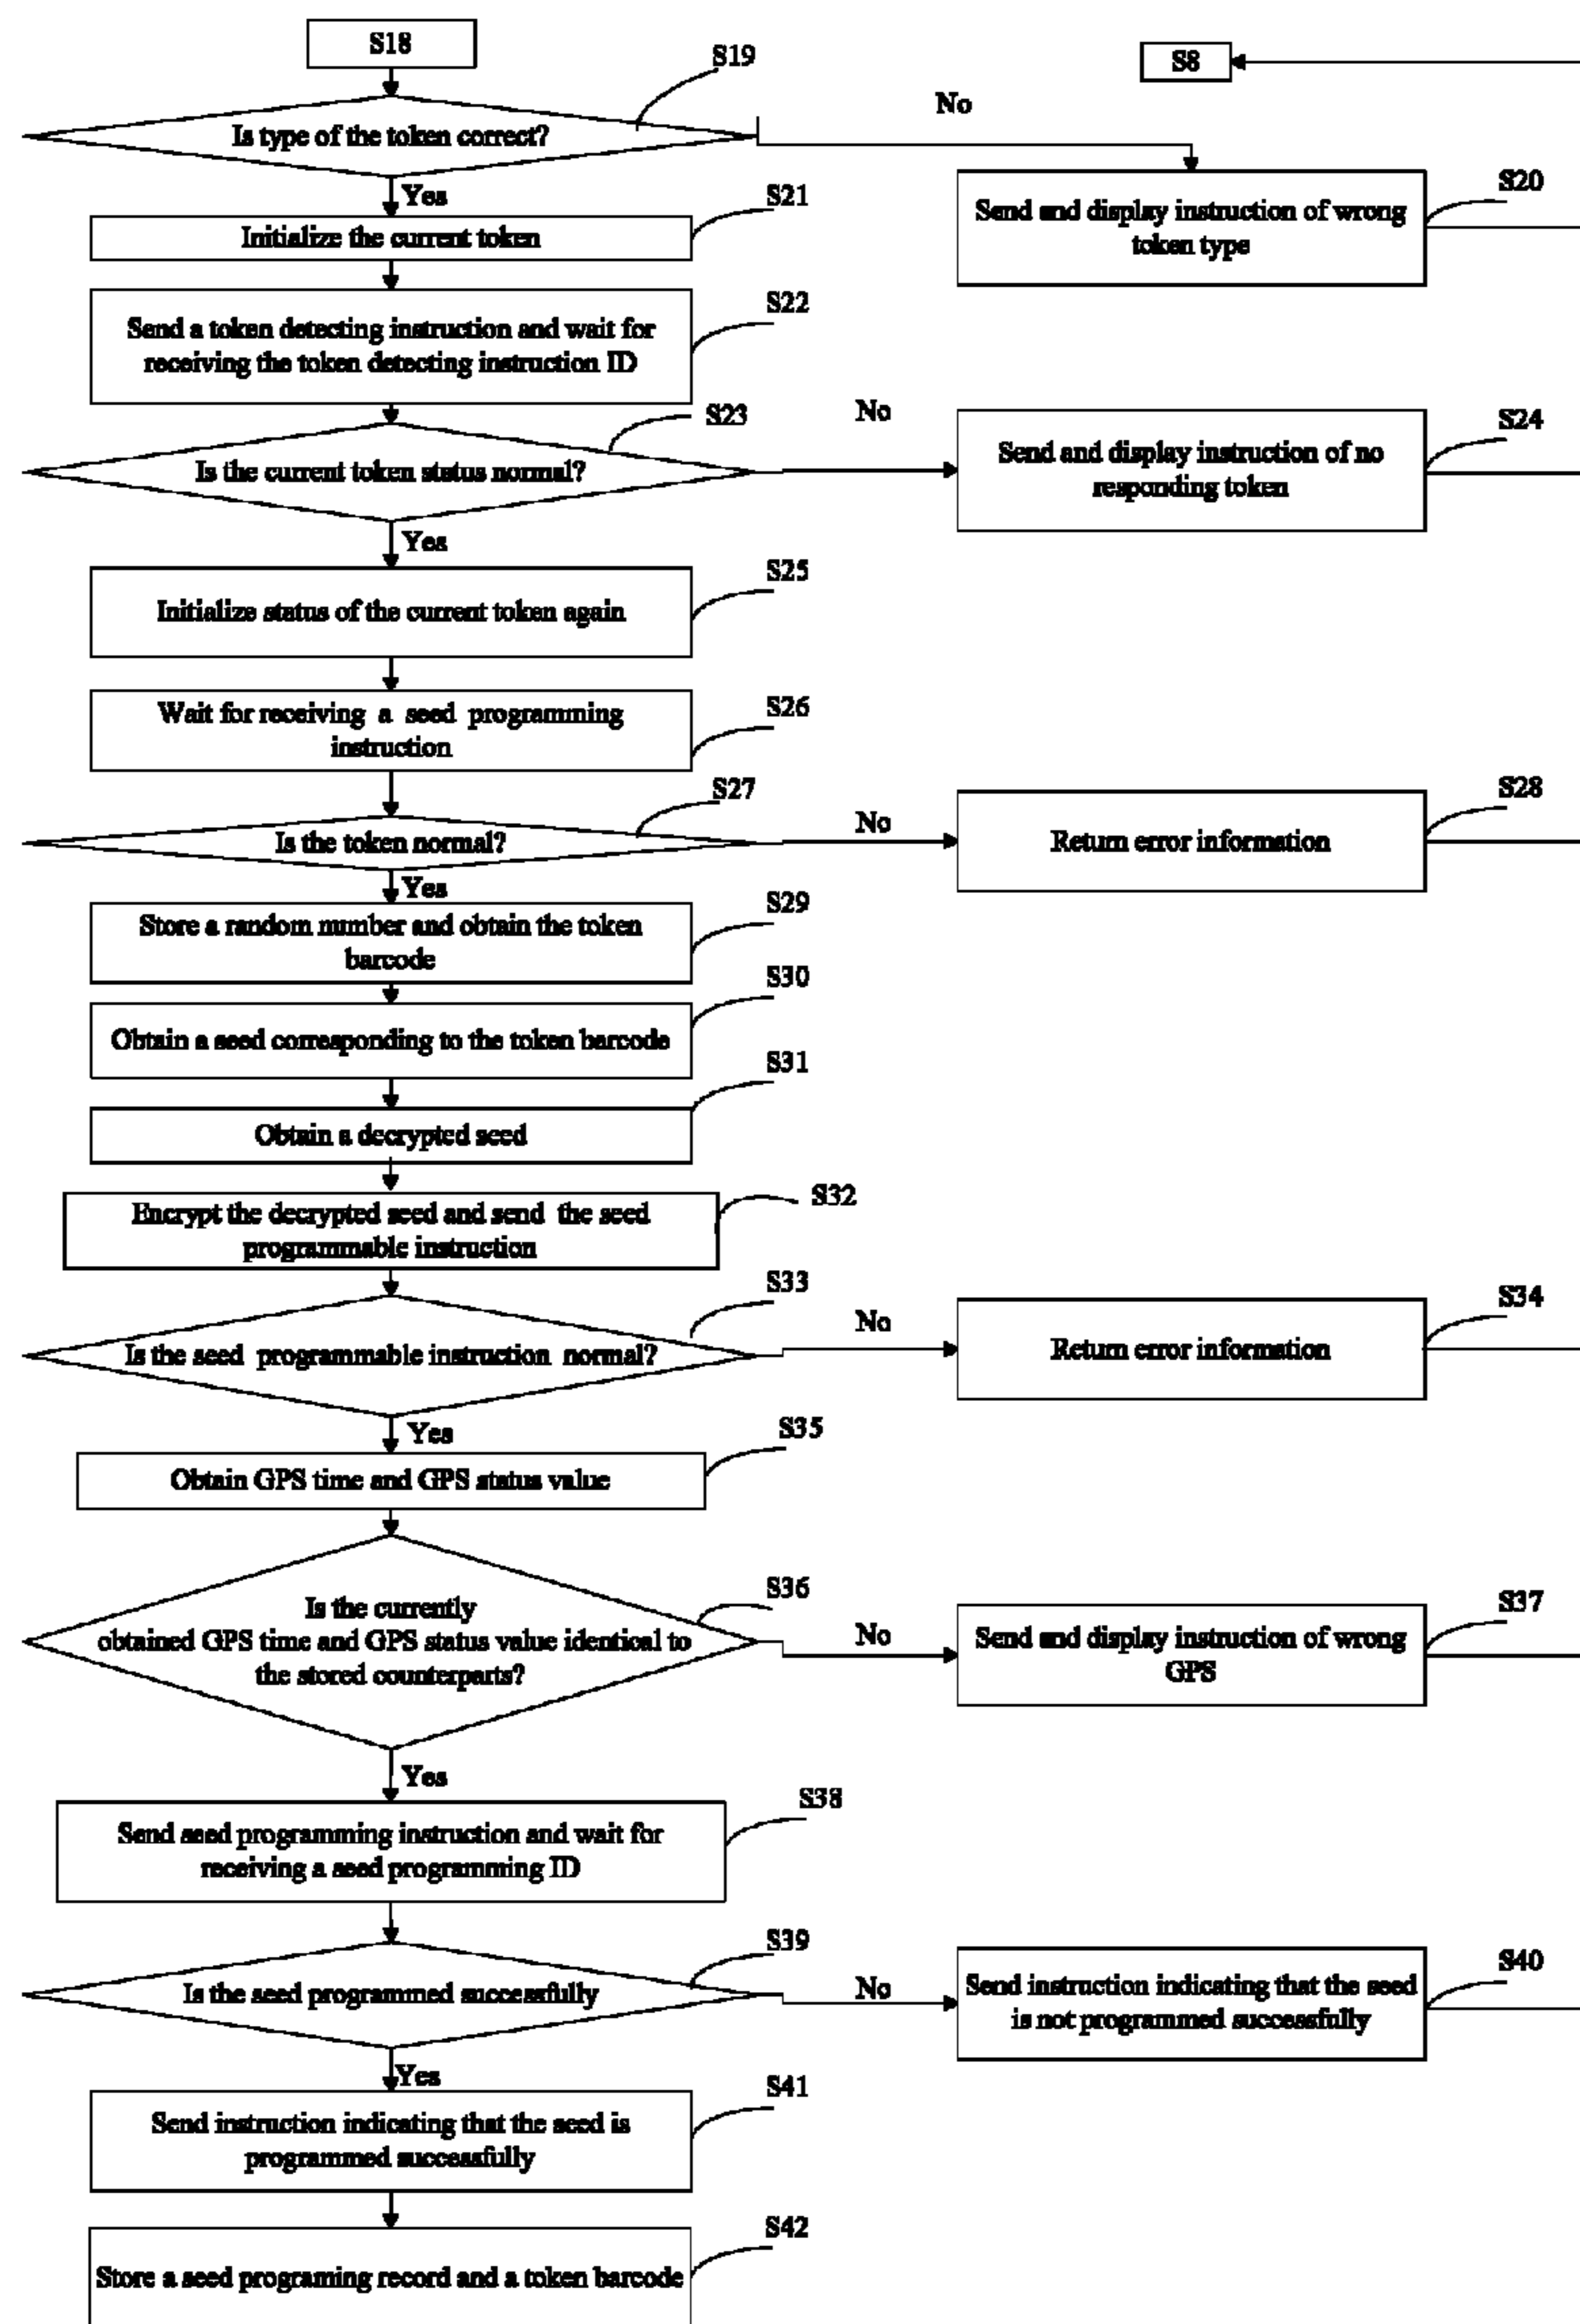 S18
S8
S19
No
Is type of the token correct?
Yes
S20
Send and display instruction of wrong
token type
S21
Initialize the current token
S22
Send a token detecting instruction and wait for
receiving the token detecting instruction ID
S23
No
Is the current token status normal?
S24
Send and display instruction of no
responding token
Yes
S25
Initialize status of the current token again
S26
Wait for receiving a seed programming
instruction
S27
Is the token normal?
No
S28
Return error information
Yes
S29
Store a random number and obtain the token
barcode
S30
Obtain a seed corresponding to the token barcode
S31
Obtain a decrypted seed
S32
Encrypt the decrypted seed and send the seed
programmable instruction
S33
Is the seed programmable instruction normal?
No
S34
Return error information
Yes
S35
Obtain GPS time and GPS status value
S36
Is the currently
obtained GPS time and GPS status value identical to
the stored counterparts?
No
S37
Send and display instruction of wrong
GPS
Yes
S38
Send seed programming instruction and wait for
receiving a seed programming ID
S39
Is the seed programmed successfully
No
S40
Send instruction indicating that the seed
is not programmed successfully
Yes
S41
Send instruction indicating that the seed is
programmed successfully
S42
Store a seed programing record and a token barcode